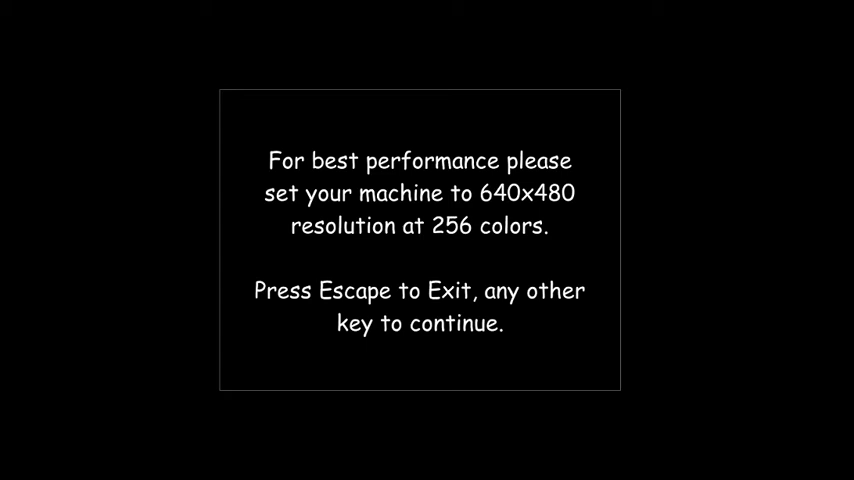 For best performance please
set your machine to 640x480
resolution at 256 colors.
Press Escape to Exit, any other
key to continue.